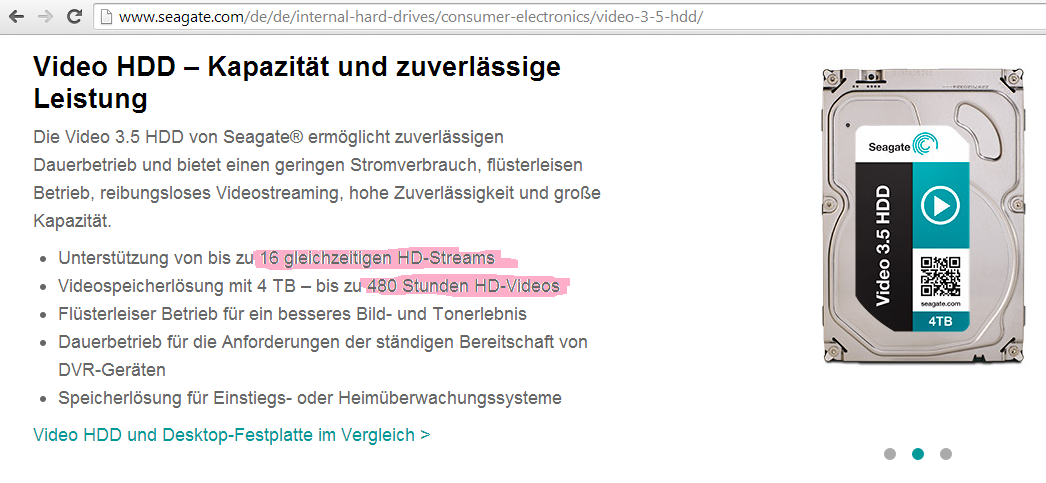 www.seagate.com/de/de/internal-hard-drives/consumer-electronics/video-3-5-hdd/
Video HDD – Kapazität und zuverlässige
Leistung
Die Video 3.5 HDD von Seagate® ermöglicht zuverlässigen
Dauerbetrieb und bietet einen geringen Stromverbrauch, flüsterleisen
Betrieb, reibungsloses Videostreaming, hohe Zuverlässigkeit und große
Kapazität.
• Unterstützung von bis zu 16 gleichzeitigen HD-Streams
• Videospeicherlösung mit 4 TB – bis zu 480 Stunden HD-Videos
• Flüsterleiser Betrieb für ein besseres Bild- und Tonerlebnis
• Dauerbetrieb für die Anforderungen der ständigen Bereitschaft von
DVR-Geräten
• Speicherlösung für Einstiegs- oder Heimüberwachungssysteme
Video HDD und Desktop-Festplatte im Vergleich >
Seagate
Video 3.5 HDD
seagate.com
4TB